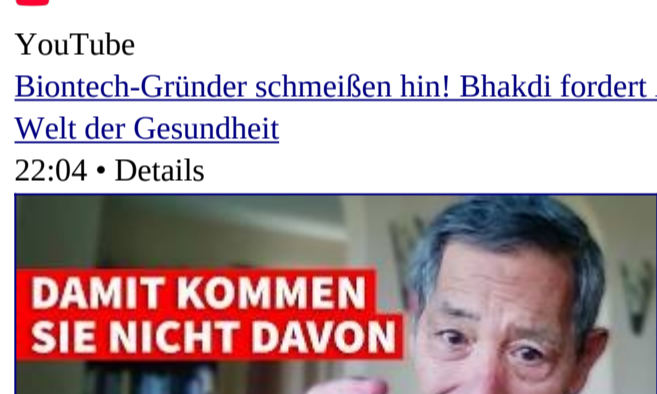 YouTube
Biontech-Gründer schmeißen hin! Bhakdi fordert
Welt der Gesundheit
22:04 • Details
DAMIT KOMMEN
SIE NICHT DAVON